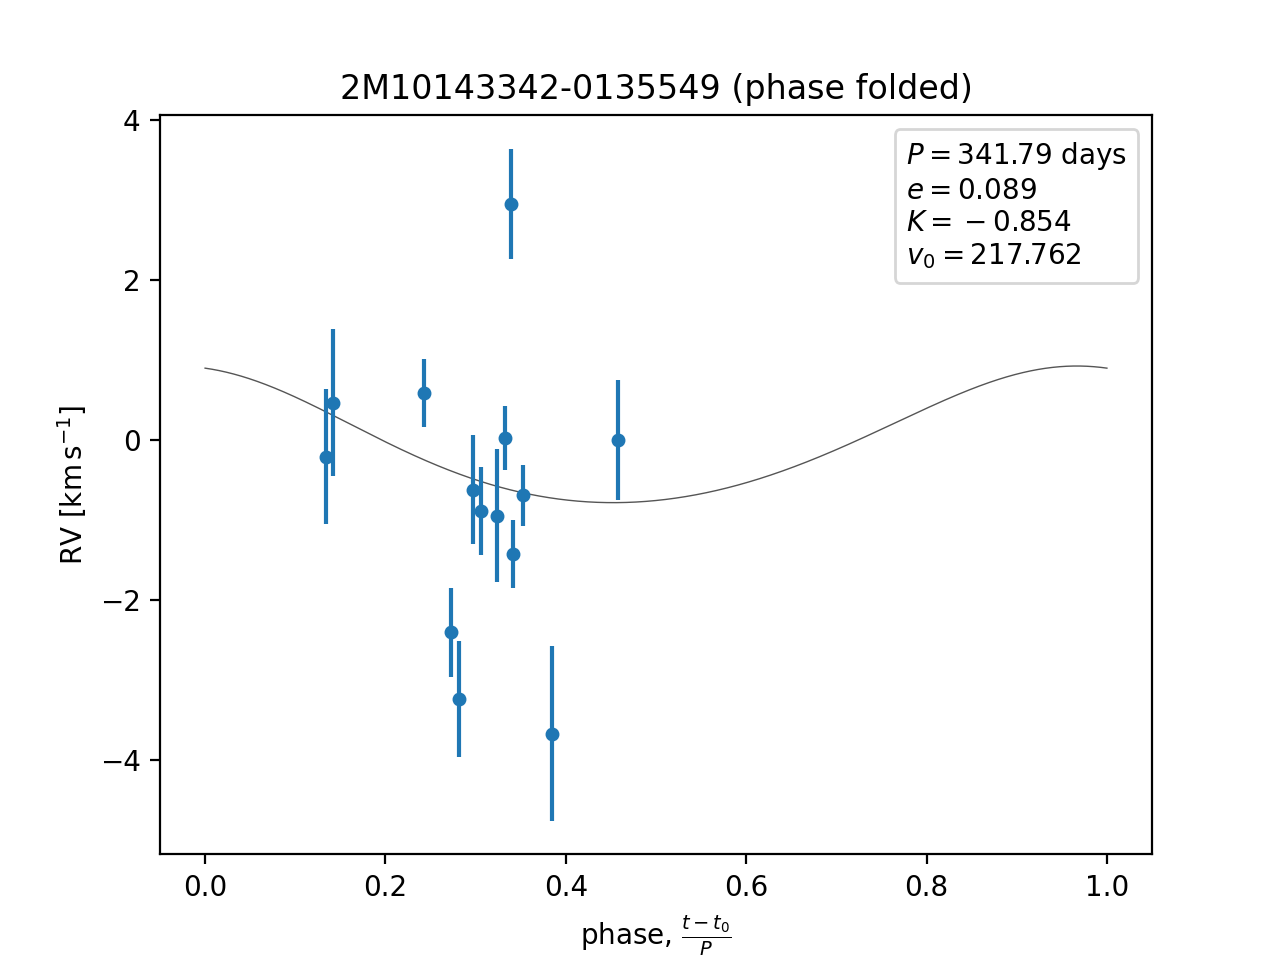 2M10143342-0135549 (phase folded)
P = 341.79 days
e = 0.089
K = −0.854
v₀ = 217.762
4
2
0
−2
−4
RV [km s⁻¹]
0.0 0.2 0.4 0.6 0.8 1.0
phase, (t − t₀)/P